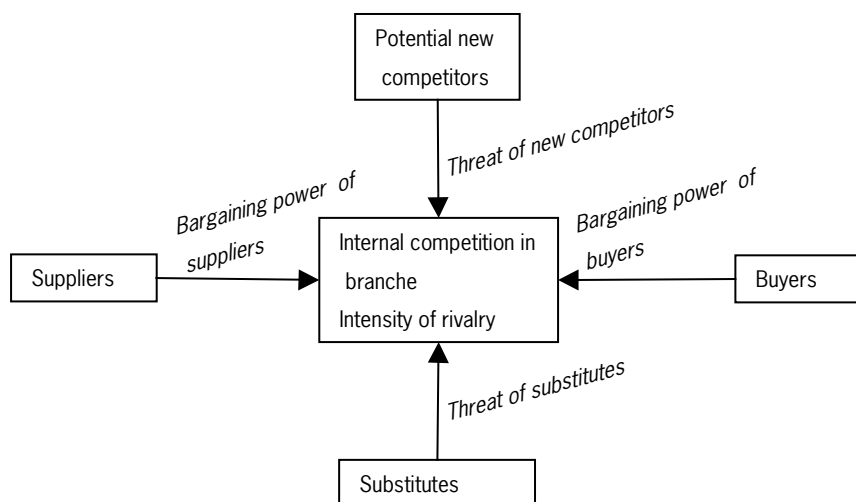 Potential new
competitors
Threat of new competitors
Bargaining power of
suppliers
Bargaining power of
buyers
Suppliers
Internal competition in
branche
Intensity of rivalry
Buyers
Threat of substitutes
Substitutes